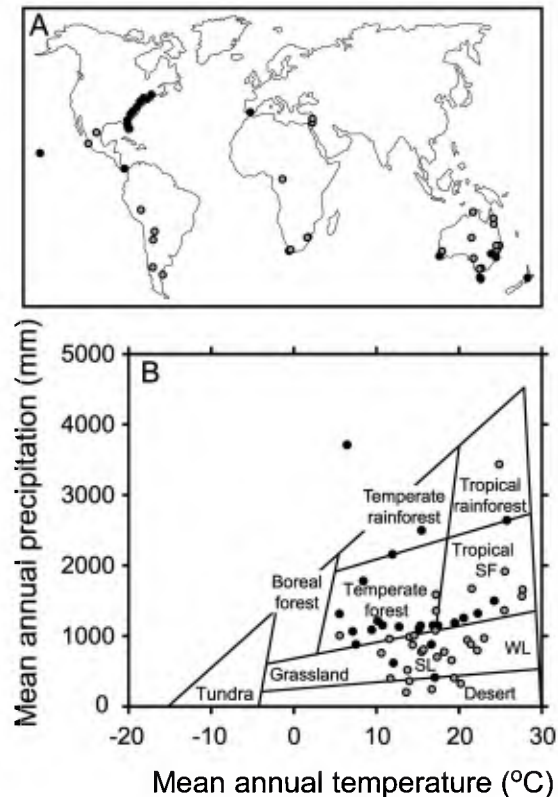 A
Mean annual precipitation (mm)
B
5000
4000
3000
2000
1000
0
Temperate
rainforest
Tropical
rainforest
Tropical
SF
Boreal
forest
Temperate
forest
Grassland
SL
WL
Tundra
Desert
-20
-10
0
10
20
30
Mean annual temperature (°C)